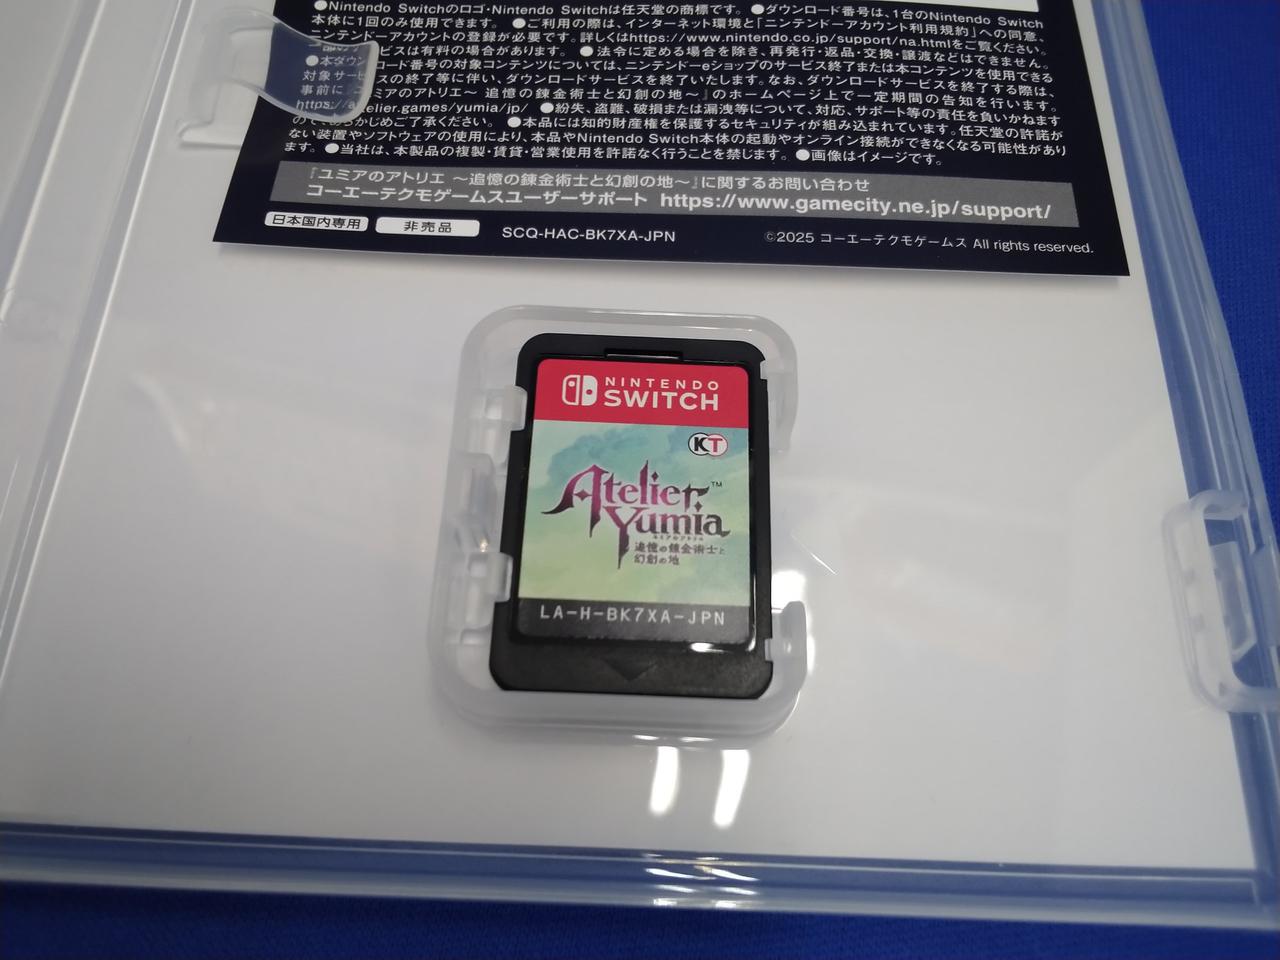 ●Nintendo Switchのロゴ・Nintendo Switchは任天堂の商標です。 ●ダウンロード番号は、1台のNintendo Switch
本体に1回のみ使用できます。 ●ご利用の際は、インターネット環境と「ニンテンドーアカウント利用規約」への同意、
ニンテンドーアカウントの登録が必要です。詳しくはhttps://www.nintendo.co.jp/support/na.htmlをご覧ください。
ビスは有料の場合があります。 ●法令に定める場合を除き、再発行・返品・交換・譲渡などはできません。
●本ダウンロード番号の対象コンテンツについては、ニンテンドーeショップのサービス終了または本コンテンツを使用できる
対象サービスの終了等に伴い、ダウンロードサービスを終了いたします。なお、ダウンロードサービスを終了する際は、
事前に『ユミアのアトリエ～ 追憶の錬金術士と幻創の地～』のホームページ上で一定期間の告知を行います。
https://atelier.games/yumia/jp/ ●紛失、盗難、破損または漏洩等について、対応、サポート等の責任を負いかねます
ので、あらかじめご了承ください。 ●本品には知的財産権を保護するセキュリティが組み込まれています。任天堂の許諾が
ない装置やソフトウェアの使用により、本品やNintendo Switch本体の起動やオンライン接続ができなくなる可能性があり
ます。 ●当社は、本製品の複製・賃貸・営業使用を許諾なく行うことを禁じます。 ●画像はイメージです。
『ユミアのアトリエ ～追憶の錬金術士と幻創の地～』に関するお問い合わせ
コーエーテクモゲームスユーザーサポート https://www.gamecity.ne.jp/support/
日本国内専用 非売品 SCQ-HAC-BK7XA-JPN ©2025 コーエーテクモゲームス All rights reserved.
NINTENDO
SWITCH
KT
Atelier™
Yumia
ユミアのアトリエ
追憶の錬金術士と
幻創の地
LA-H-BK7XA-JPN